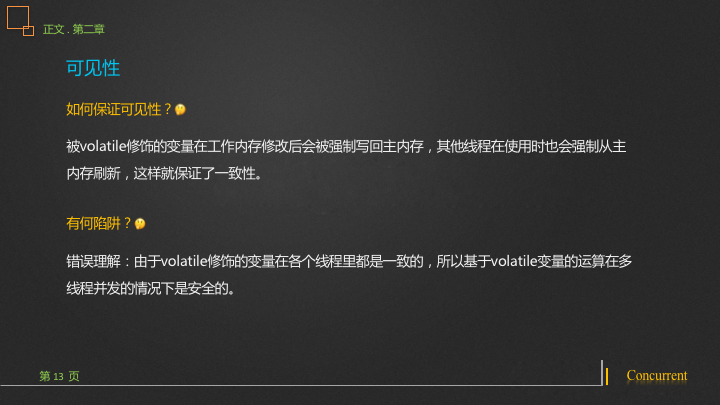 正文 . 第二章
可见性
如何保证可见性？🤔
被volatile修饰的变量在工作内存修改后会被强制写回主内存，其他线程在使用时也会强制从主
内存刷新，这样就保证了一致性。
有何陷阱？🤔
错误理解：由于volatile修饰的变量在各个线程里都是一致的，所以基于volatile变量的运算在多
线程并发的情况下是安全的。
第 13 页
Concurrent